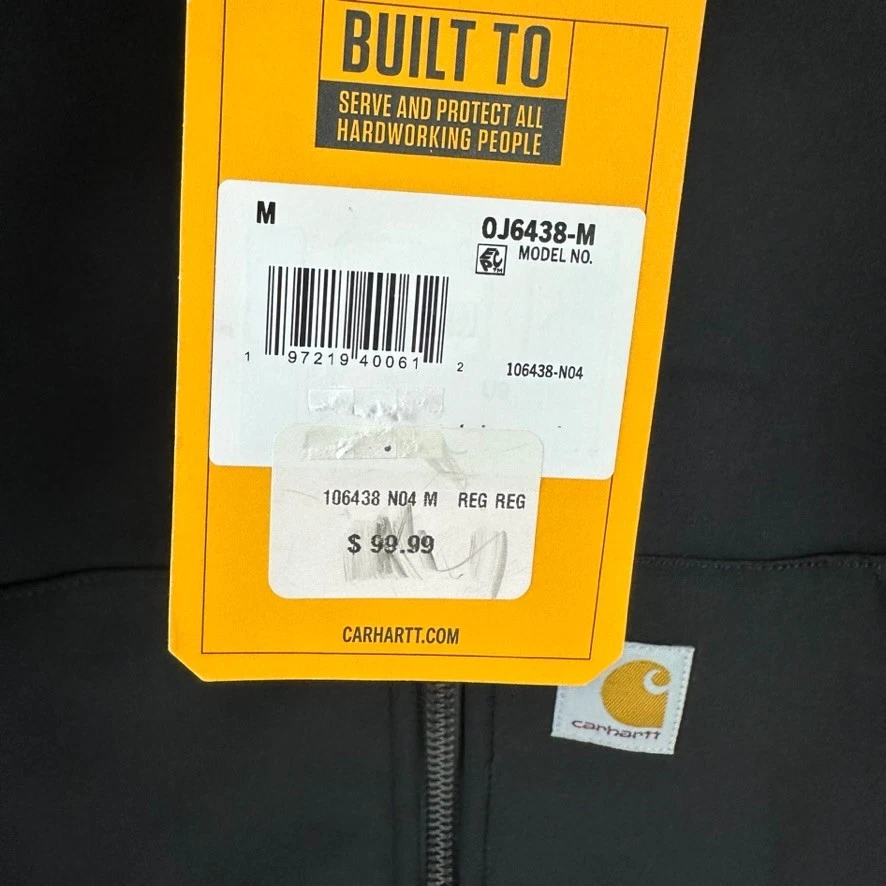 BUILT TO
SERVE AND PROTECT ALL
HARDWORKING PEOPLE
M
OJ6438-M
MODEL NO.
1 97219 40061 2
106438-N04
106438 N04 M REG REG
$ 99.99
CARHARTT.COM
carhartt